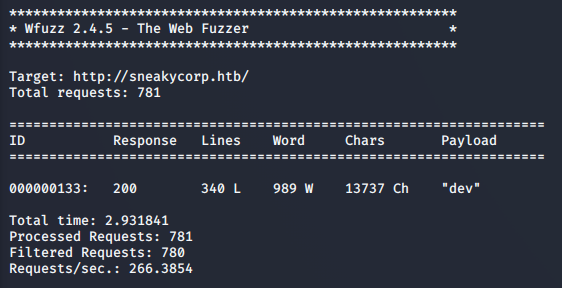 ********************************************************
* Wfuzz 2.4.5 - The Web Fuzzer                         *
********************************************************
Target: http://sneakycorp.htb/
Total requests: 781
===================================================================
ID           Response   Lines    Word     Chars       Payload
===================================================================
000000133:   200        340 L    989 W    13737 Ch    "dev"
Total time: 2.931841
Processed Requests: 781
Filtered Requests: 780
Requests/sec.: 266.3854